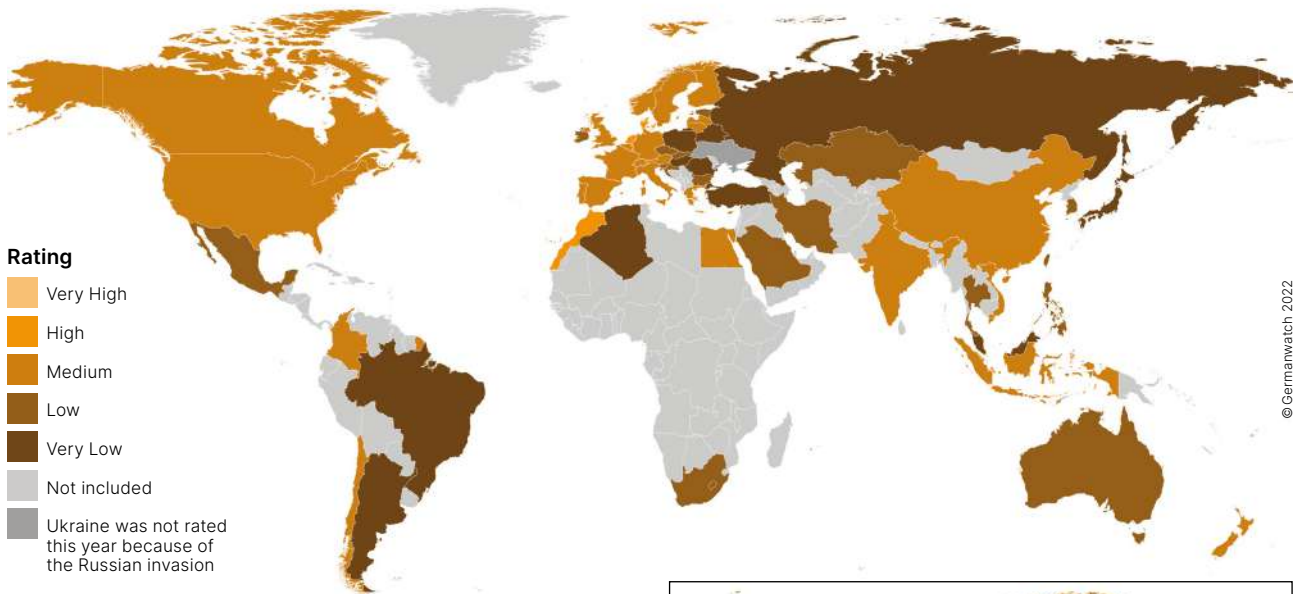 Rating
Very High
High
Medium
Low
Very Low
Not included
Ukraine was not rated
this year because of
the Russian invasion
©Germanwatch 2022